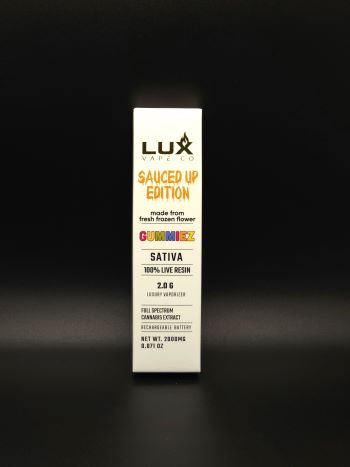 LUX
VAPE CO
SAUCED UP
EDITION
made from
fresh frozen flower
GUMMIEZ
SATIVA
100% LIVE RESIN
2.0 G
LUXURY VAPORIZER
FULL SPECTRUM
CANNABIS EXTRACT
RECHARGEABLE BATTERY
NET WT. 2000MG
0.071 OZ